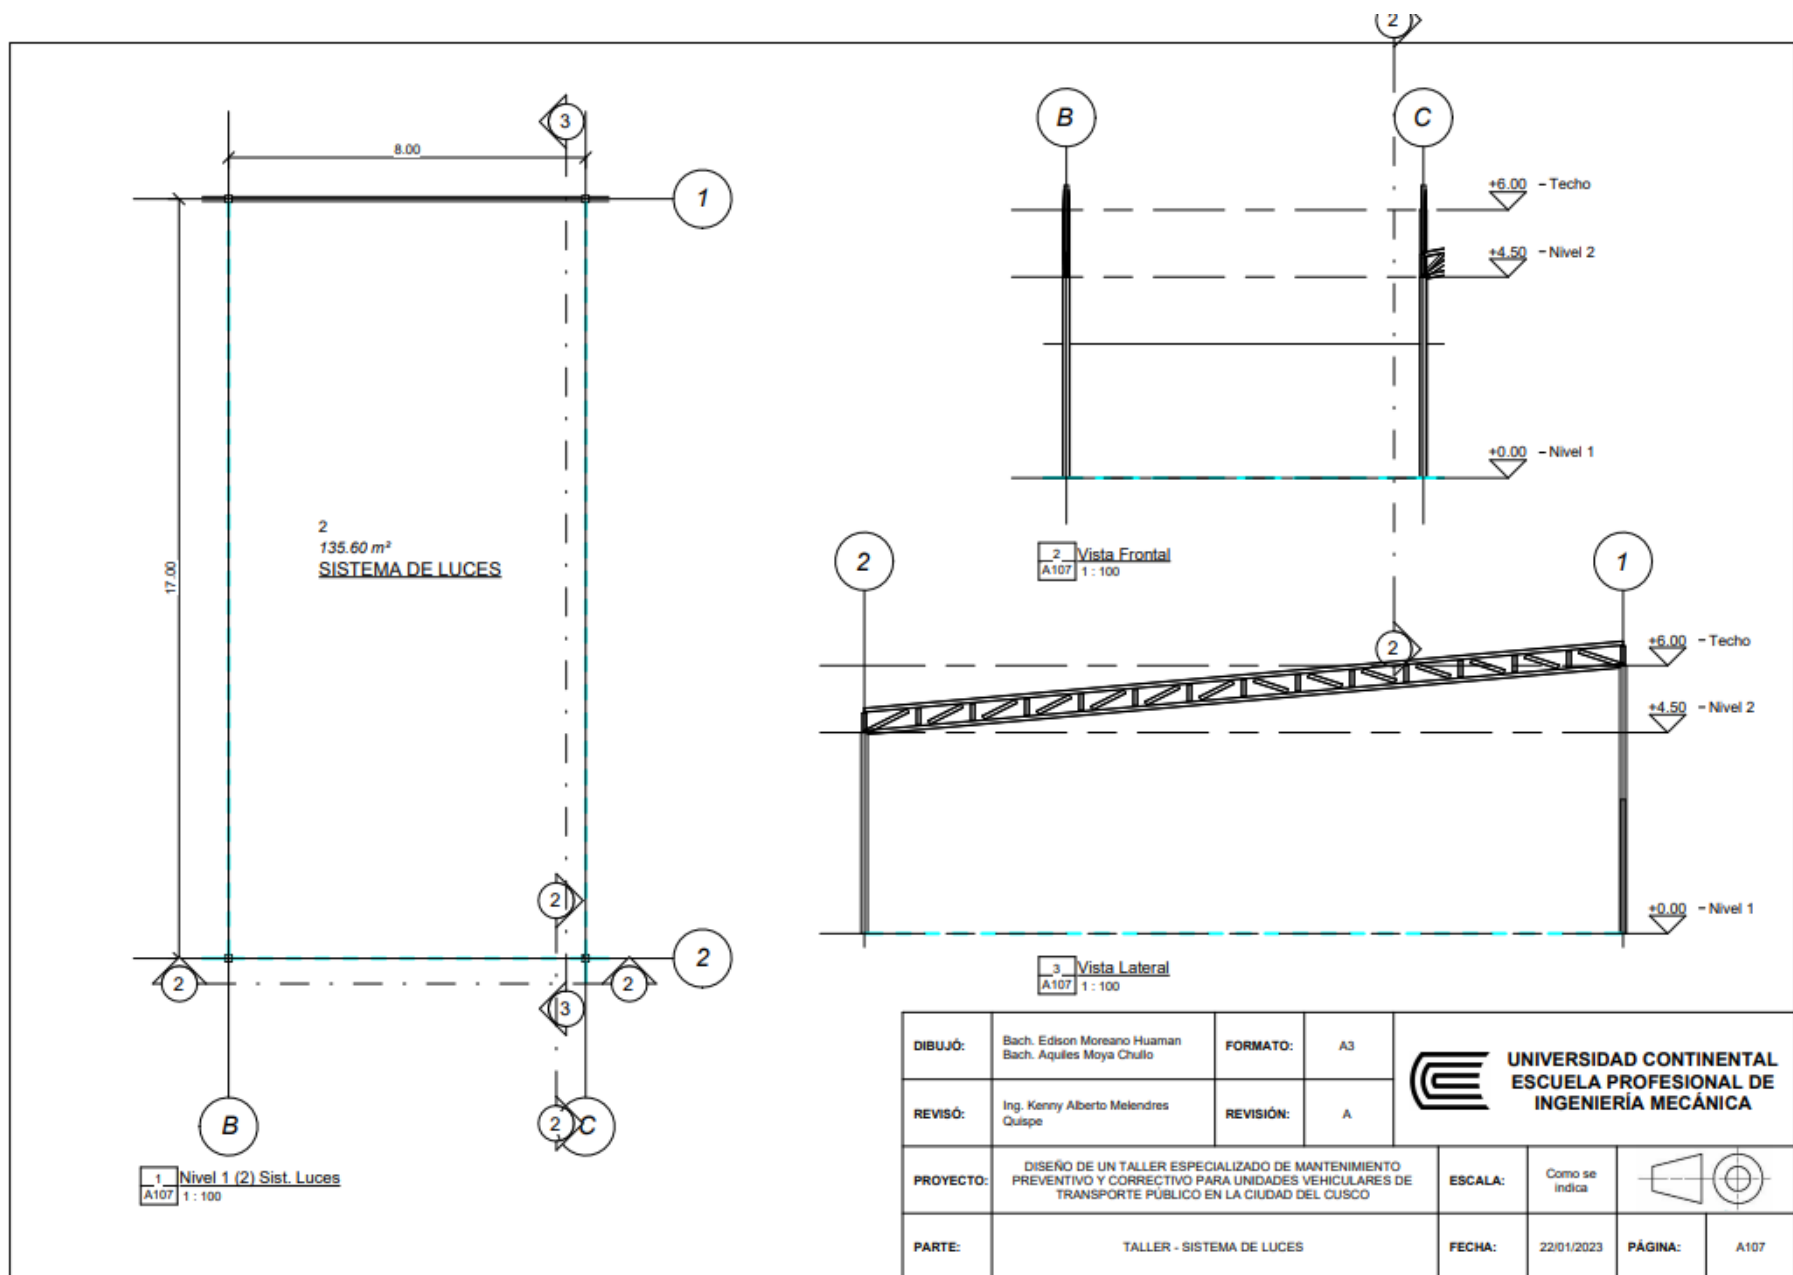 2
3
8.00
1
17.00
2
135.60 m²
SISTEMA DE LUCES
2
2
2
2
3
B
2
C
1
A107
Nivel 1 (2) Sist. Luces
1 : 100
B
C
+6.00 - Techo
+4.50 - Nivel 2
+0.00 - Nivel 1
2
A107
Vista Frontal
1 : 100
2
1
2
+6.00 - Techo
+4.50 - Nivel 2
+0.00 - Nivel 1
3
A107
Vista Lateral
1 : 100
DIBUJÓ:
Bach. Edison Moreano Huaman
Bach. Aquiles Moya Chullo
FORMATO:
A3
UNIVERSIDAD CONTINENTAL
ESCUELA PROFESIONAL DE
INGENIERÍA MECÁNICA
REVISÓ:
Ing. Kenny Alberto Melendres
Quispe
REVISIÓN:
A
PROYECTO:
DISEÑO DE UN TALLER ESPECIALIZADO DE MANTENIMIENTO
PREVENTIVO Y CORRECTIVO PARA UNIDADES VEHICULARES DE
TRANSPORTE PÚBLICO EN LA CIUDAD DEL CUSCO
ESCALA:
Como se
indica
PARTE:
TALLER - SISTEMA DE LUCES
FECHA:
22/01/2023
PÁGINA:
A107